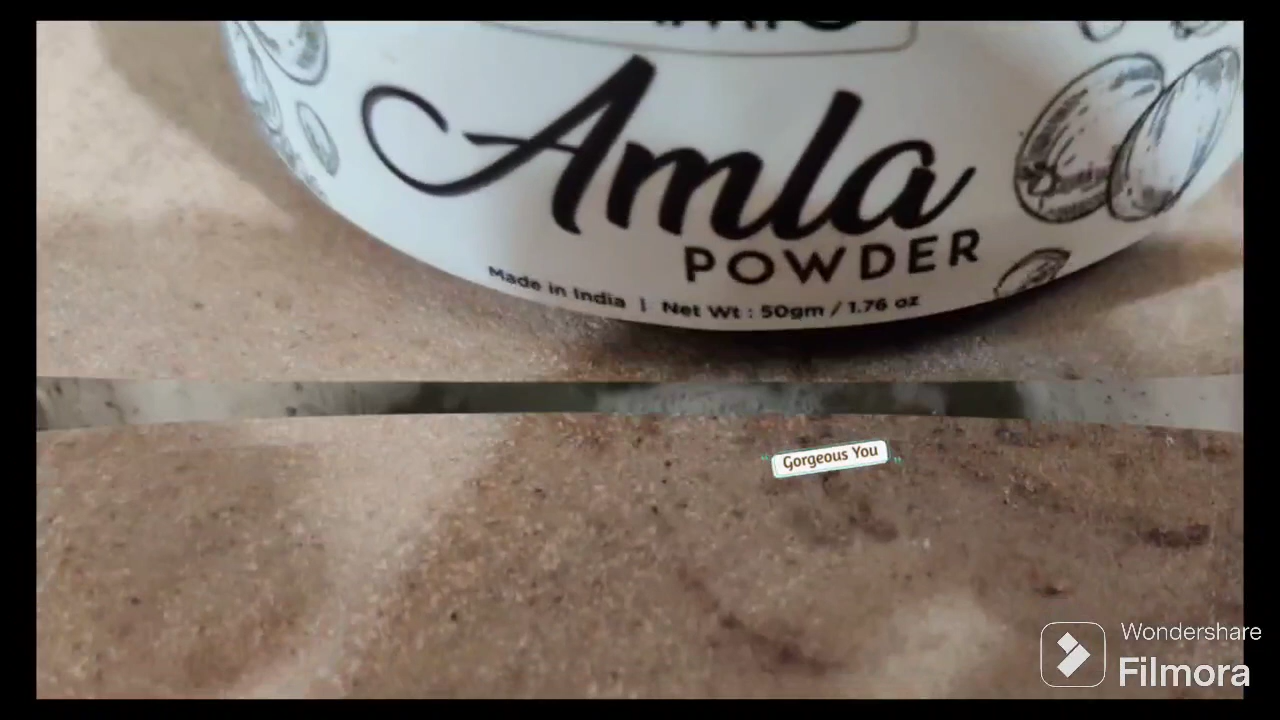 Amla
POWDER
Made in India | Net Wt : 50gm / 1.76 oz
Gorgeous You
Wondershare
Filmora